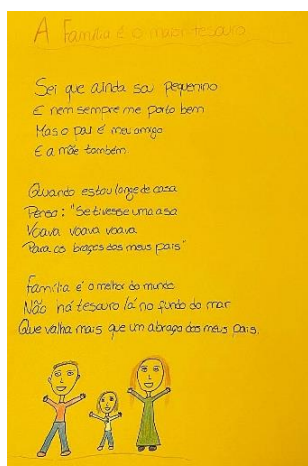 A Família é o maior tesouro
Sei que ainda sou pequenino
E nem sempre me porto bem
Mas o pai é meu amigo
E a mãe também.
Quando estou longe de casa
Penso: "Se tivesse uma asa
Voava voava voava
Para os braços dos meus pais"
Família é o melhor do mundo
Não há tesouro lá no fundo do mar
Que valha mais que um abraço dos meus pais.